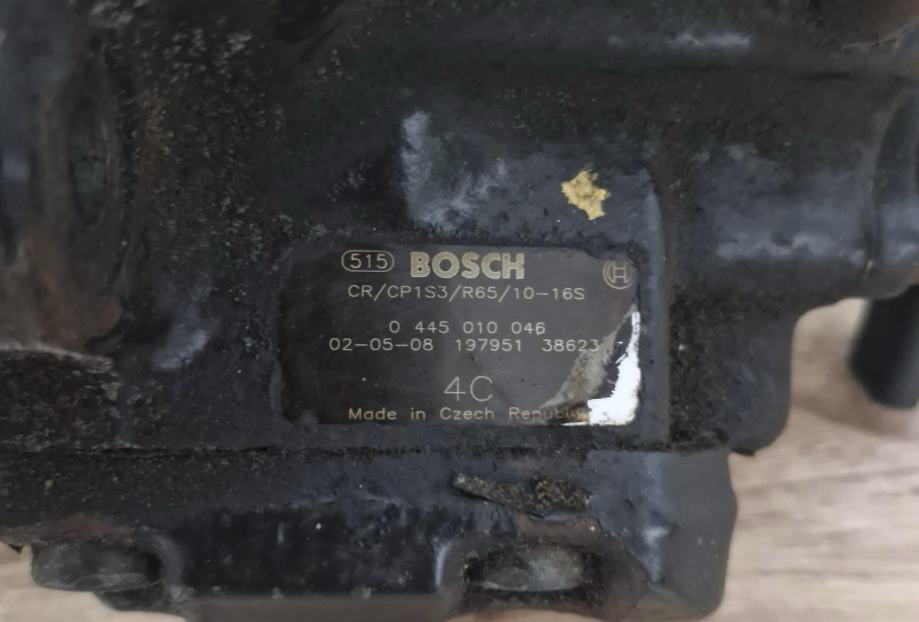 515 BOSCH
CR/CP1S3/R65/10-16S
0 445 010 046
02-05-08 197951 38623
4C
Made in Czech Republic